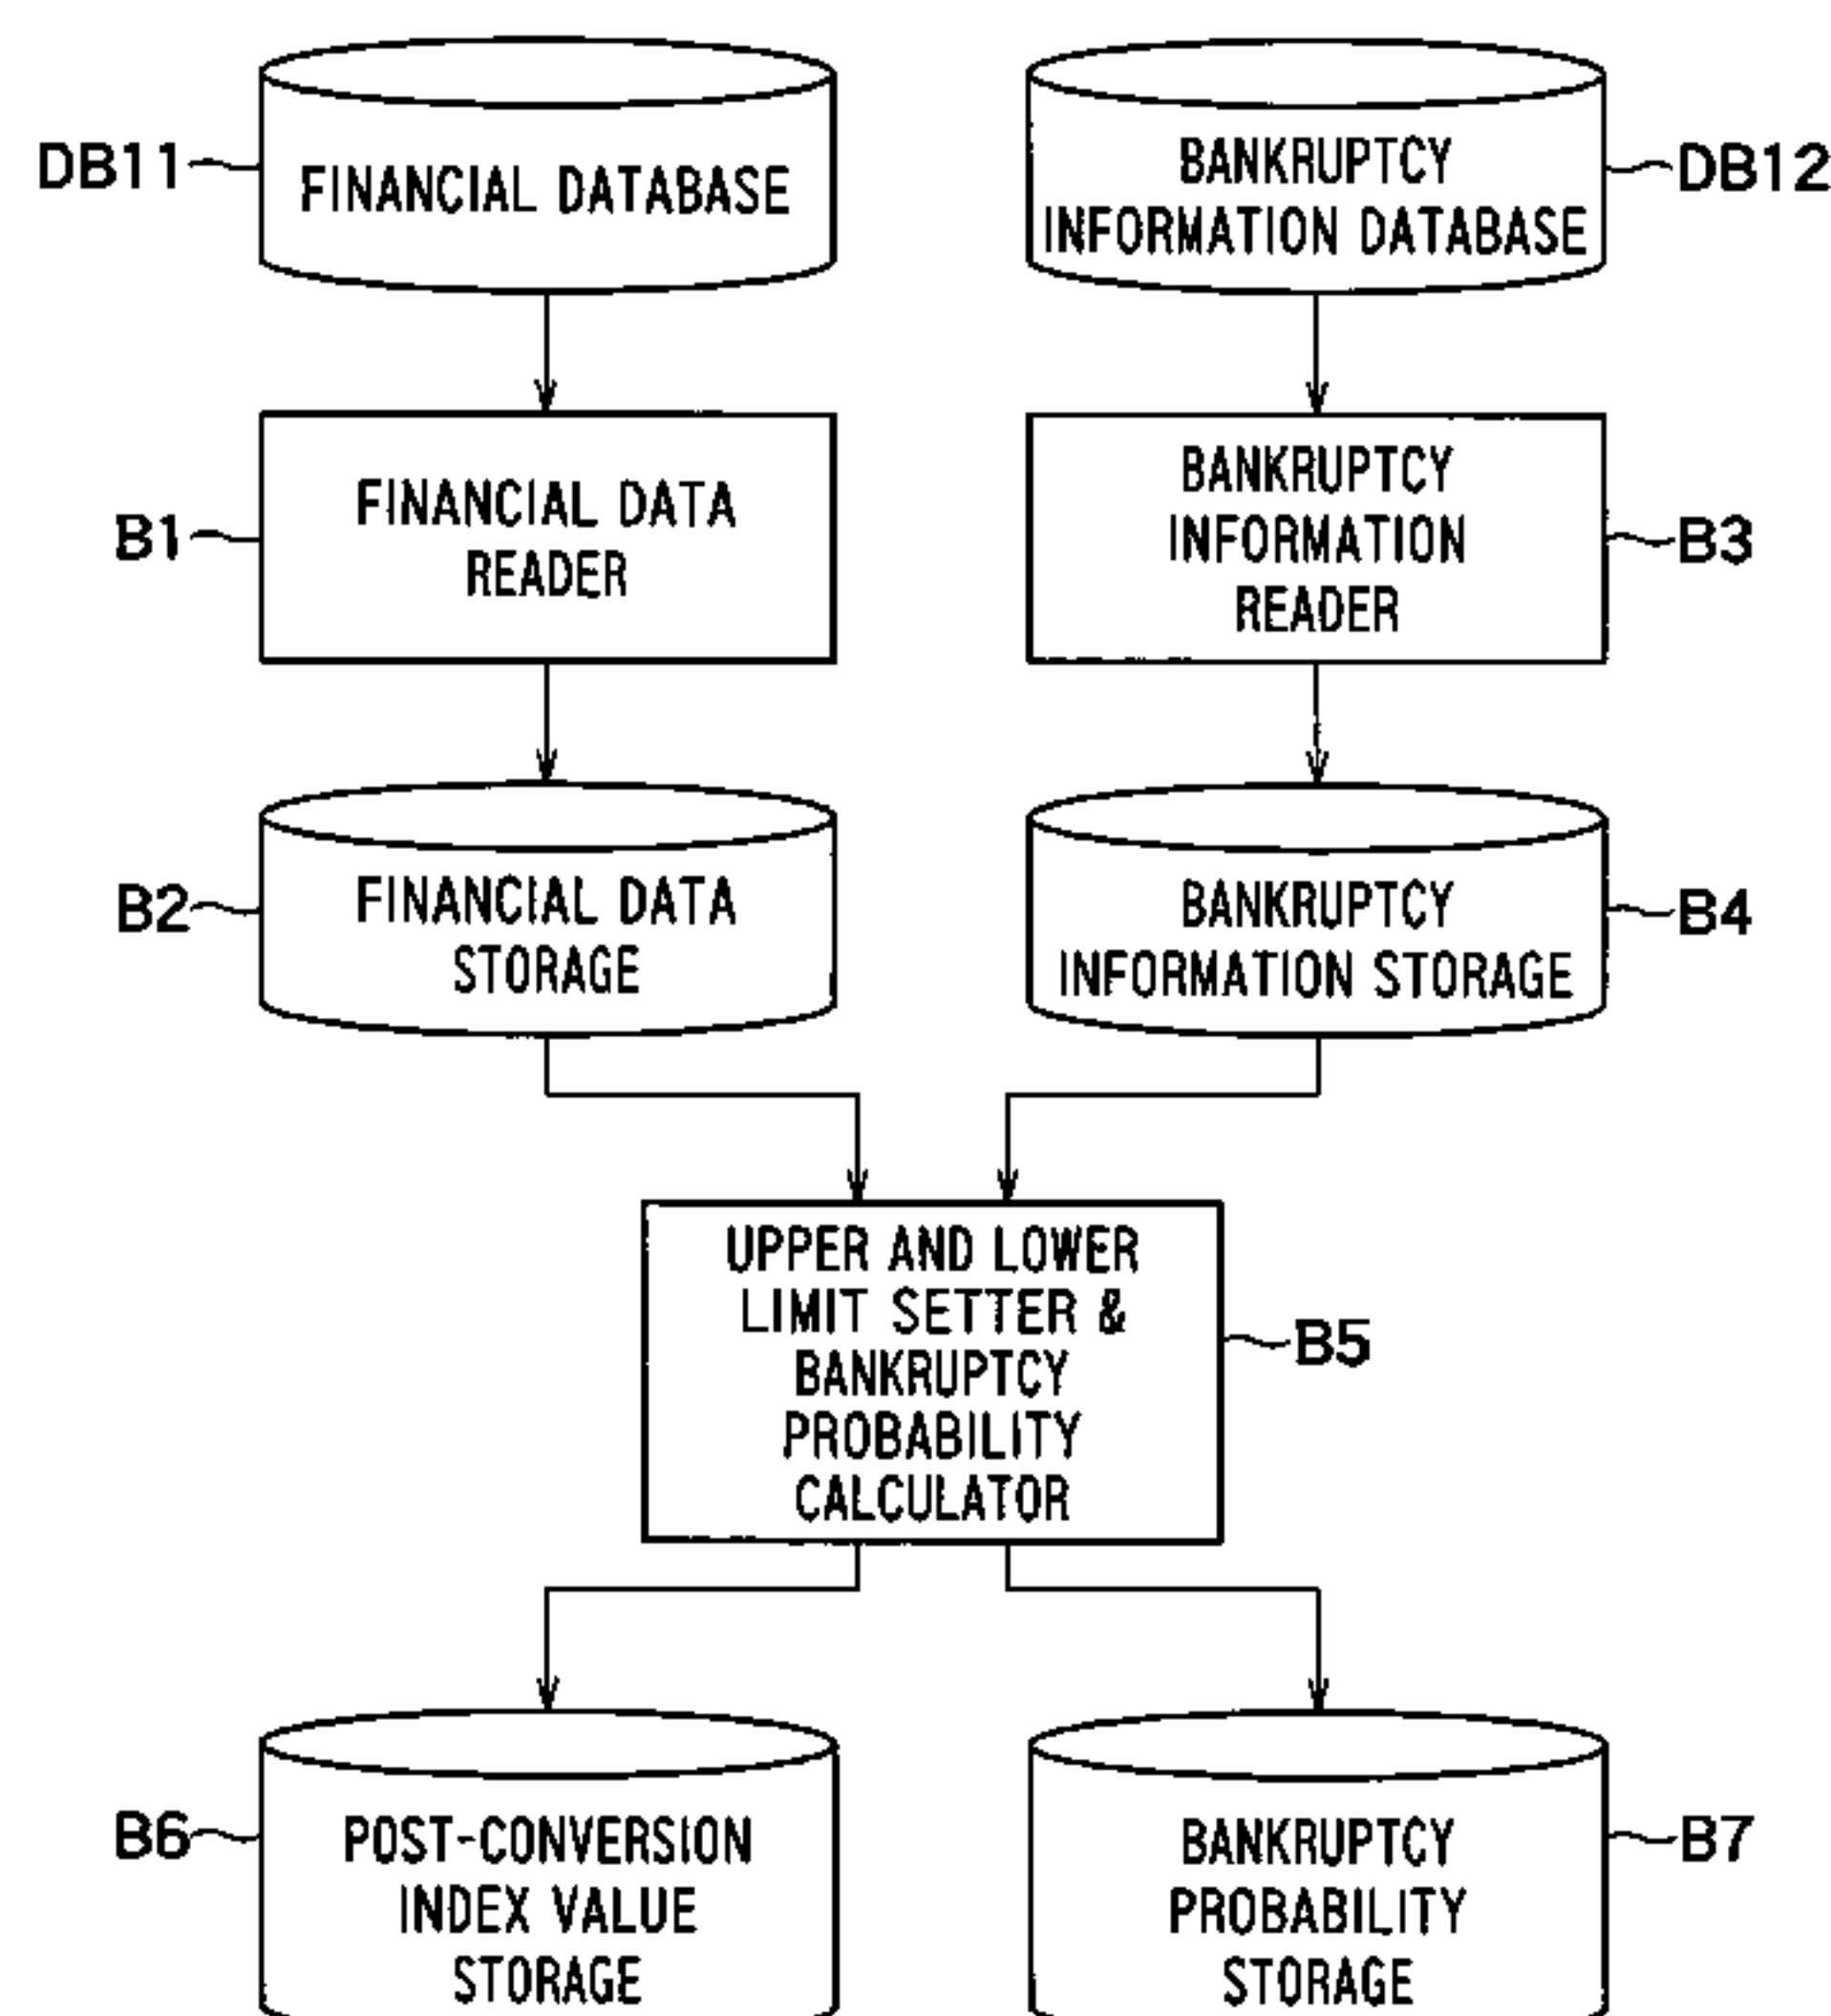 DB11
FINANCIAL DATABASE
BANKRUPTCY
INFORMATION DATABASE
DB12
B1
FINANCIAL DATA
READER
BANKRUPTCY
INFORMATION
READER
B3
B2
FINANCIAL DATA
STORAGE
BANKRUPTCY
INFORMATION STORAGE
B4
UPPER AND LOWER
LIMIT SETTER &
BANKRUPTCY
PROBABILITY
CALCULATOR
B5
B6
POST-CONVERSION
INDEX VALUE
STORAGE
BANKRUPTCY
PROBABILITY
STORAGE
B7